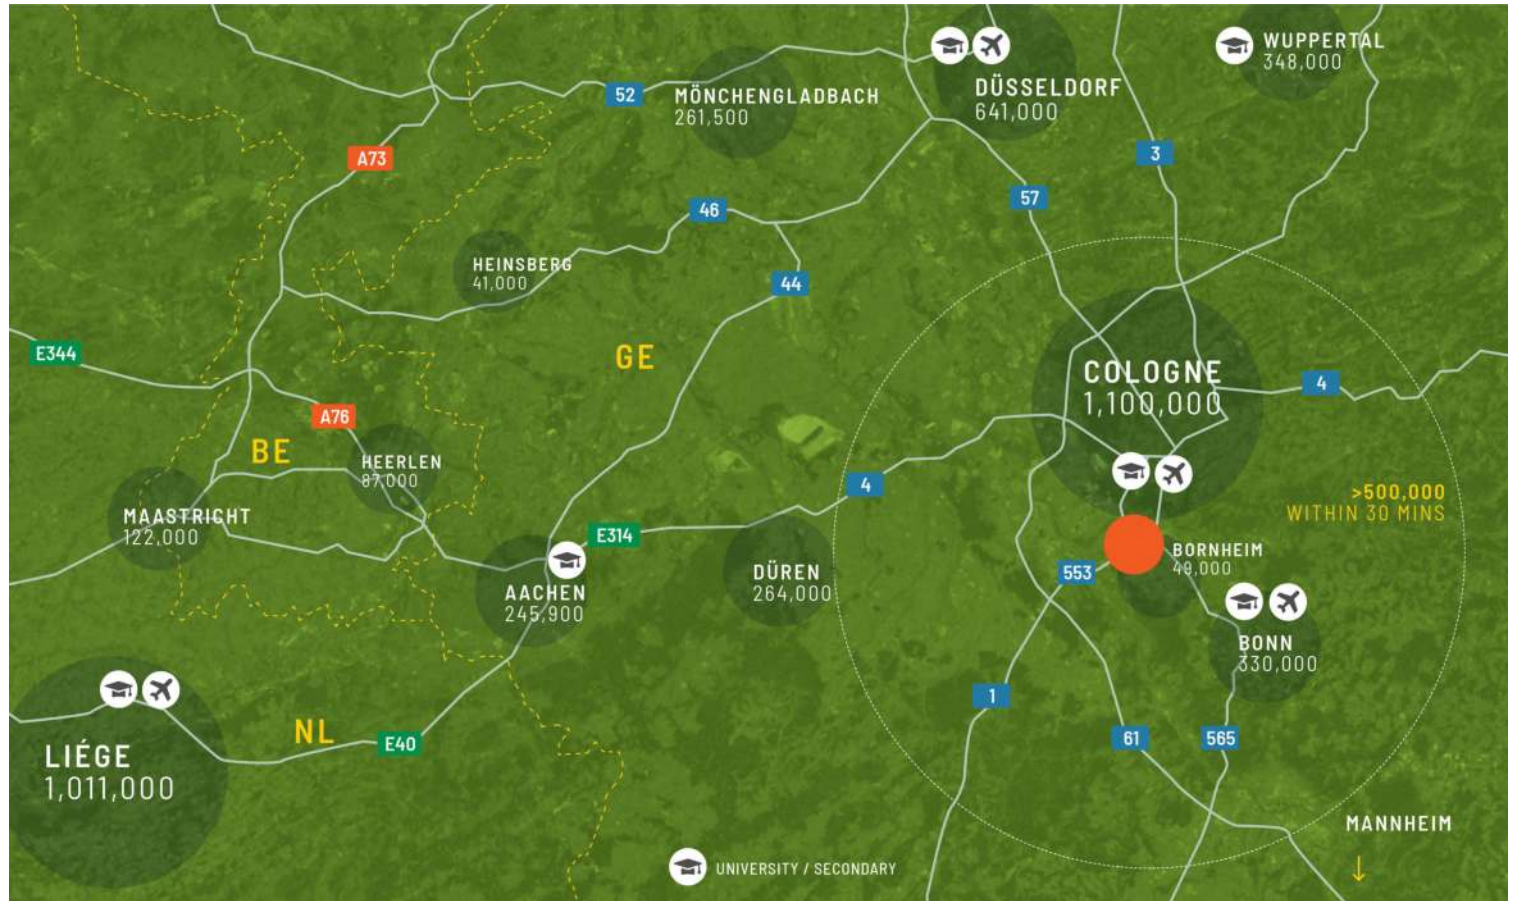 WUPPERTAL
348,000
DÜSSELDORF
641,000
52
MÖNCHENGLADBACH
261,500
A73
3
57
46
HEINSBERG
41,000
44
E344
GE
COLOGNE
1,100,000
4
A76
BE
HEERLEN
87,000
4
>500,000
WITHIN 30 MINS
MAASTRICHT
122,000
E314
BORNHEIM
49,000
553
DÜREN
264,000
AACHEN
245,900
BONN
330,000
1
NL
E40
61
565
LIÉGE
1,011,000
MANNHEIM
↓
UNIVERSITY / SECONDARY